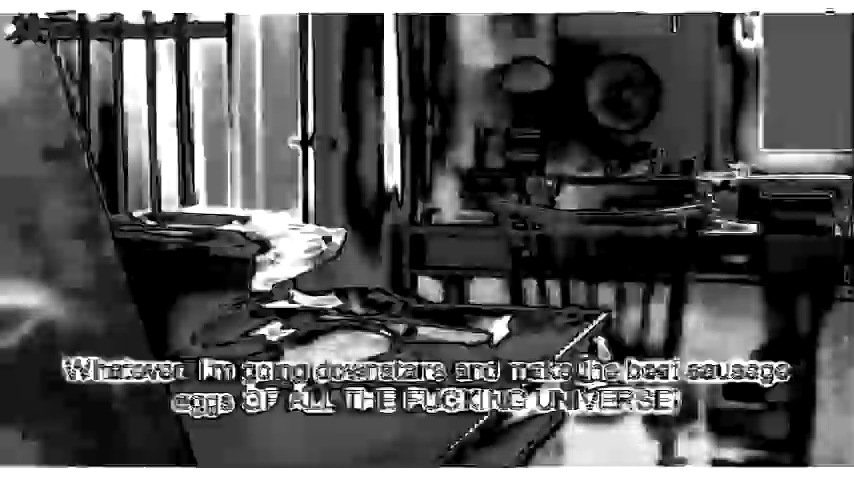 Whatever. I'm going downstairs and make the best sausage
eggs OF ALL THE FUCKING UNIVERSE